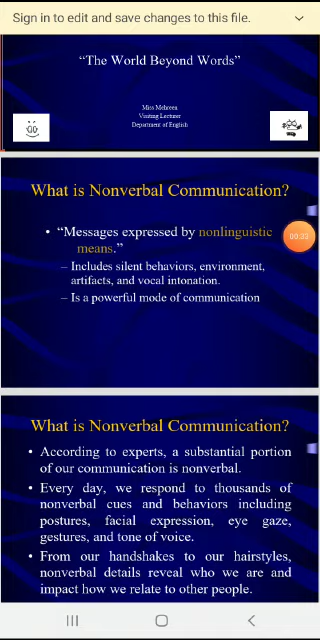 Sign in to edit and save changes to this file.
“The World Beyond Words”
Miss Mehreen
Visiting Lecturer
Department of English
What is Nonverbal Communication?
• “Messages expressed by nonlinguistic
means.”
– Includes silent behaviors, environment,
artifacts, and vocal intonation.
– Is a powerful mode of communication
00:33
What is Nonverbal Communication?
• According to experts, a substantial portion
of our communication is nonverbal.
• Every day, we respond to thousands of
nonverbal cues and behaviors including
postures, facial expression, eye gaze,
gestures, and tone of voice.
• From our handshakes to our hairstyles,
nonverbal details reveal who we are and
impact how we relate to other people.